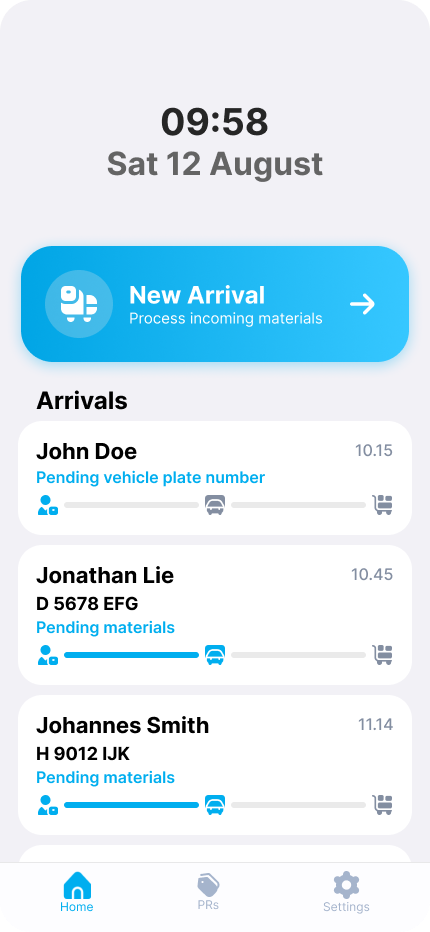 09:58
Sat 12 August
New Arrival
Process incoming materials
Arrivals
John Doe 10.15
Pending vehicle plate number
Jonathan Lie 10.45
D 5678 EFG
Pending materials
Johannes Smith 11.14
H 9012 IJK
Pending materials
Home PRs Settings